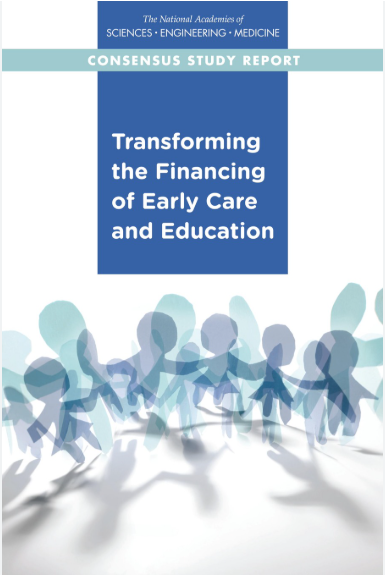 The National Academies of
SCIENCES • ENGINEERING • MEDICINE
CONSENSUS STUDY REPORT
Transforming
the Financing
of Early Care
and Education